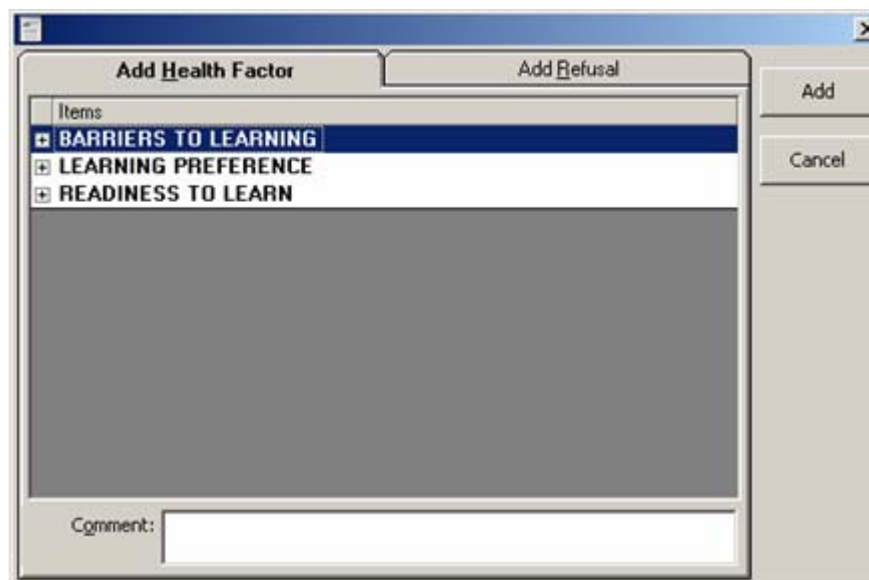 Add Health Factor
Add Refusal
Add
Items
BARRIERS TO LEARNING
LEARNING PREFERENCE
READINESS TO LEARN
Cancel
Comment: